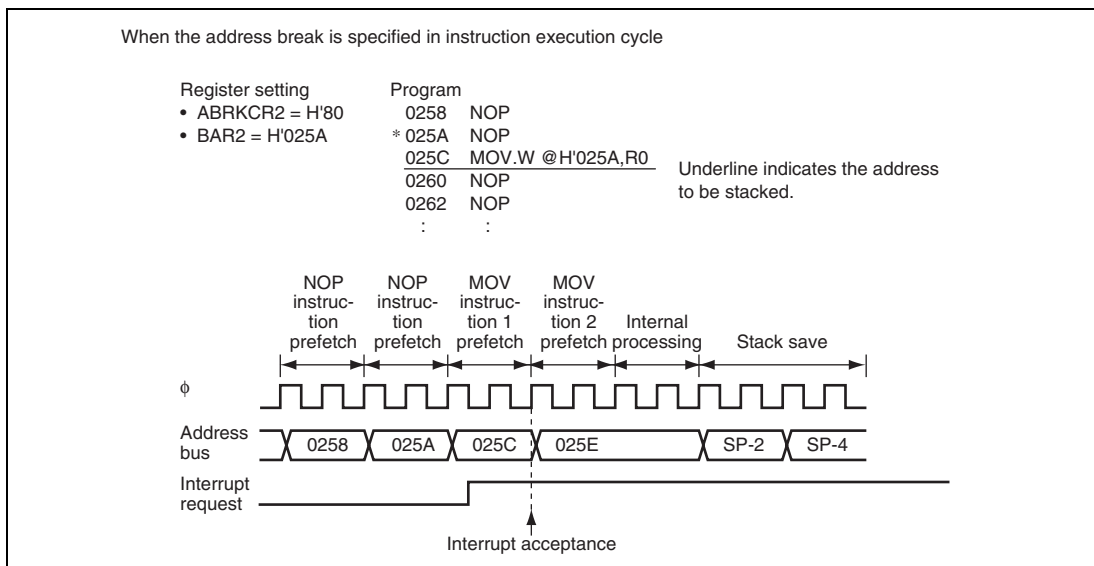 When the address break is specified in instruction execution cycle
Register setting
• ABRKCR2 = H'80
• BAR2 = H'025A
Program
0258 NOP
* 025A NOP
025C MOV.W @H'025A,R0
0260 NOP
0262 NOP
: :
Underline indicates the address
to be stacked.
NOP
instruc-
tion
prefetch
NOP
instruc-
tion
prefetch
MOV
instruc-
tion 1
prefetch
MOV
instruc-
tion 2
prefetch
Internal
processing
Stack save
ϕ
Address
bus
0258 025A 025C 025E SP-2 SP-4
Interrupt
request
Interrupt acceptance